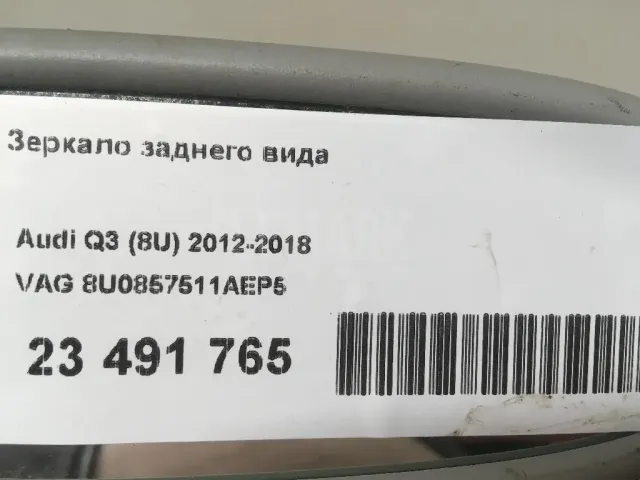 Зеркало заднего вида
Audi Q3 (8U) 2012-2018
VAG 8U0857511AEP5
23 491 765